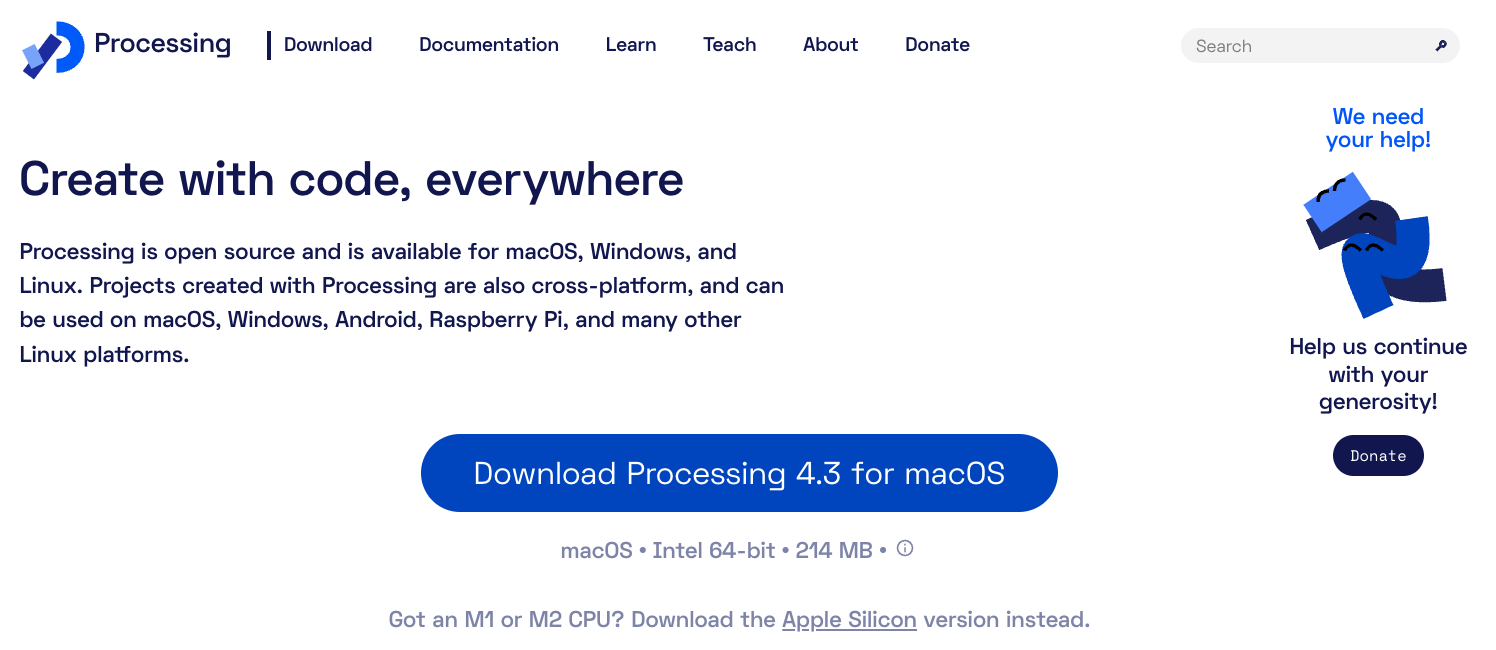 Processing
Download
Documentation
Learn
Teach
About
Donate
Search
We need
your help!
Create with code, everywhere
Processing is open source and is available for macOS, Windows, and
Linux. Projects created with Processing are also cross-platform, and can
be used on macOS, Windows, Android, Raspberry Pi, and many other
Linux platforms.
Help us continue
with your
generosity!
Donate
Download Processing 4.3 for macOS
macOS • Intel 64-bit • 214 MB •
Got an M1 or M2 CPU? Download the Apple Silicon version instead.